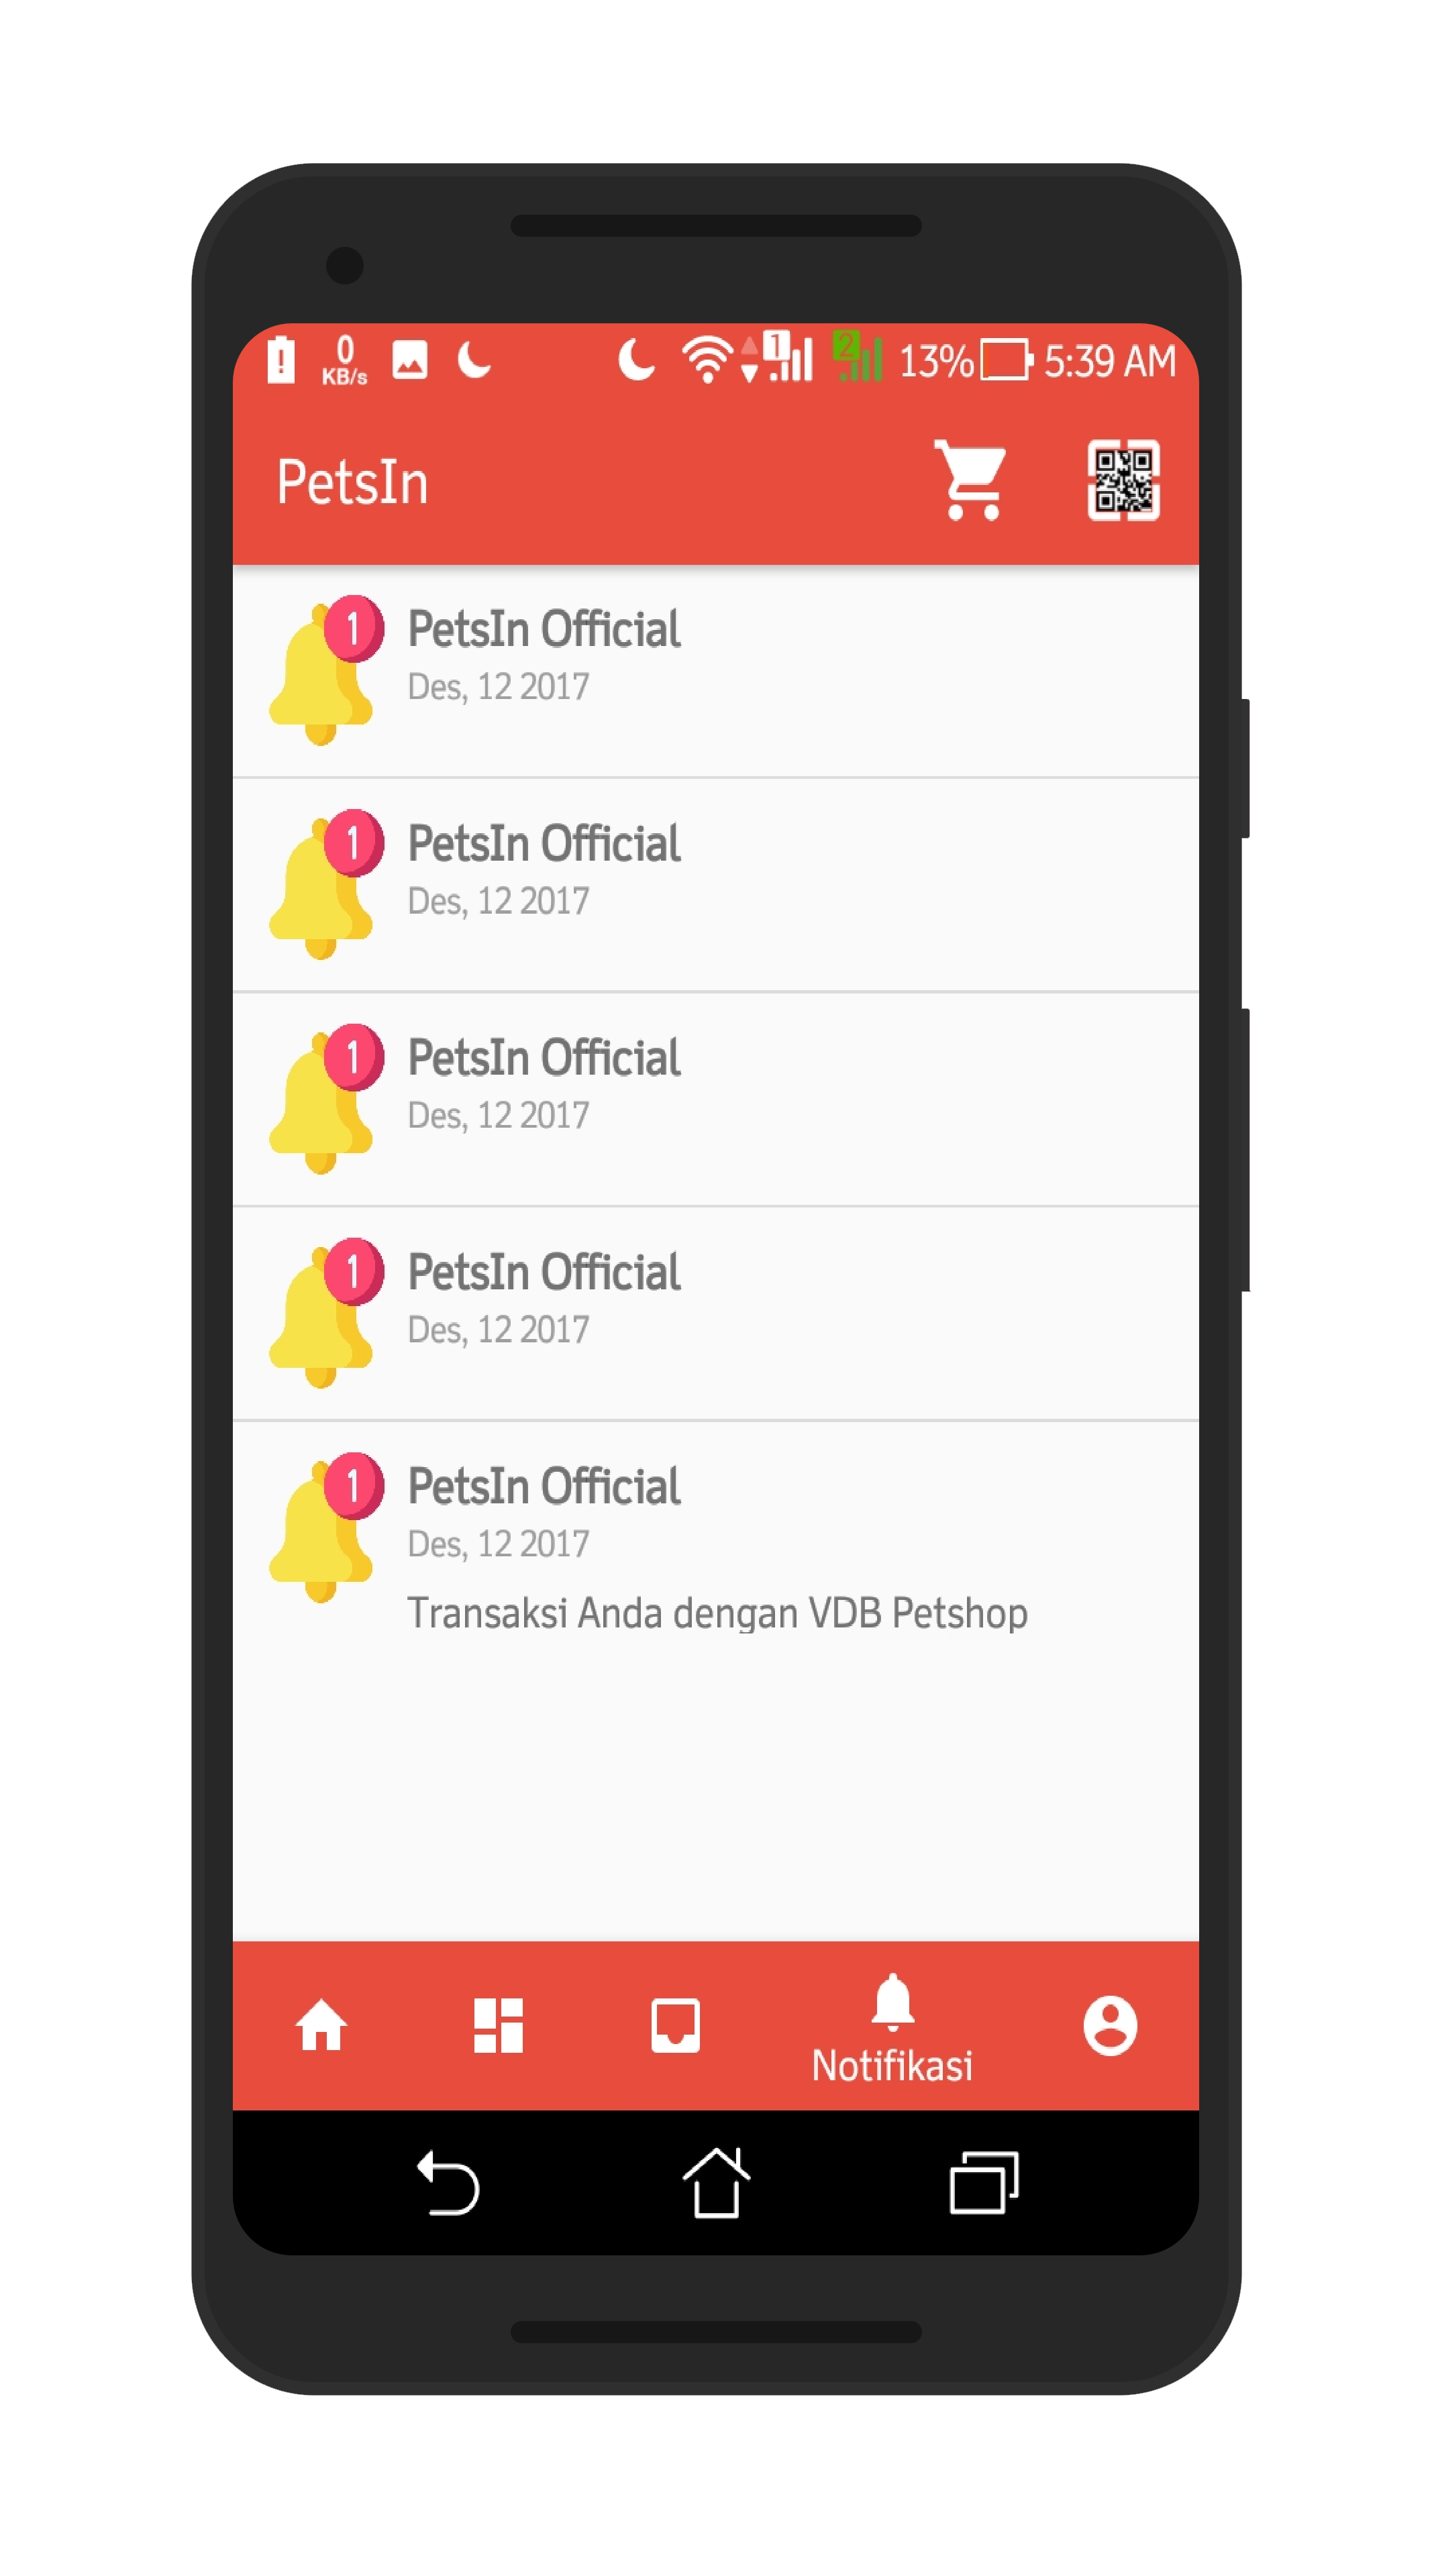 0
KB/s
1
2
13%
5:39 AM
PetsIn
1
PetsIn Official
Des, 12 2017
1
PetsIn Official
Des, 12 2017
1
PetsIn Official
Des, 12 2017
1
PetsIn Official
Des, 12 2017
1
PetsIn Official
Des, 12 2017
Transaksi Anda dengan VDB Petshop
Notifikasi